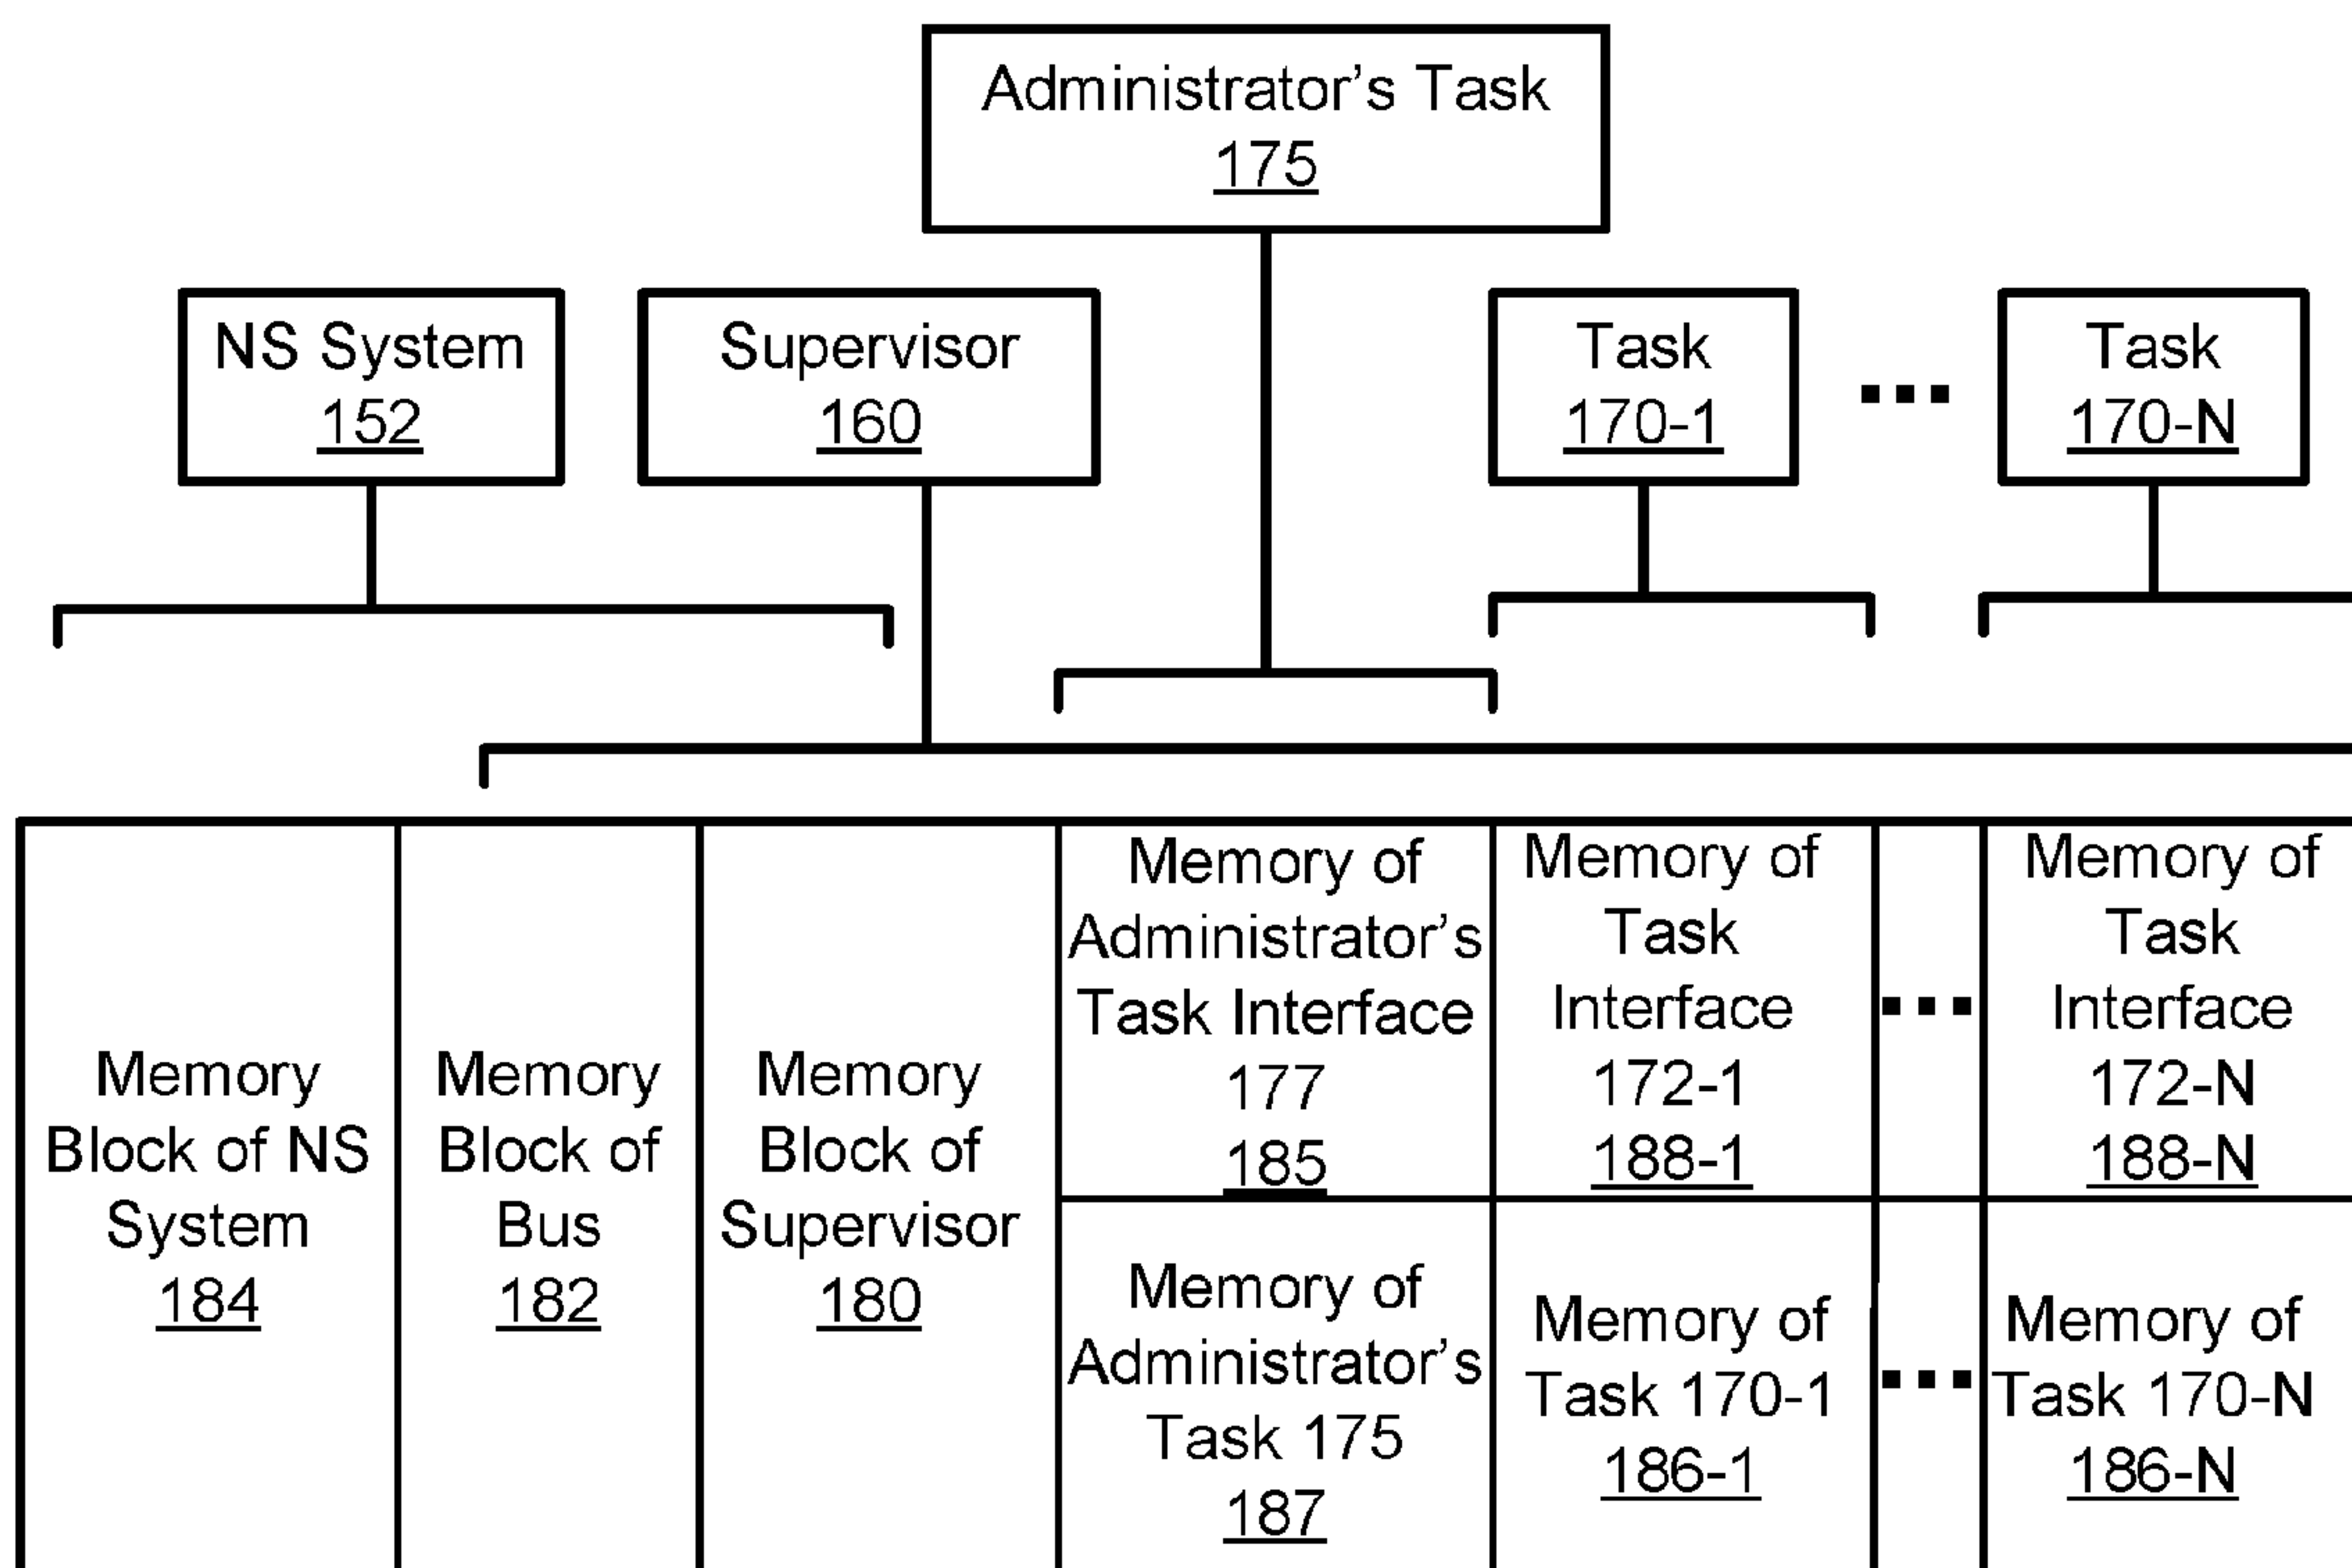 Administrator's Task
175
NS System
152
Supervisor
160
Task
170-1
Task
170-N
Memory
Block of NS
System
184
Memory
Block of
Bus
182
Memory
Block of
Supervisor
180
Memory of
Administrator's
Task Interface
177
185
Memory of
Task
Interface
172-1
188-1
Memory of
Task
Interface
172-N
188-N
Memory of
Administrator's
Task 175
187
Memory of
Task 170-1
186-1
Memory of
Task 170-N
186-N